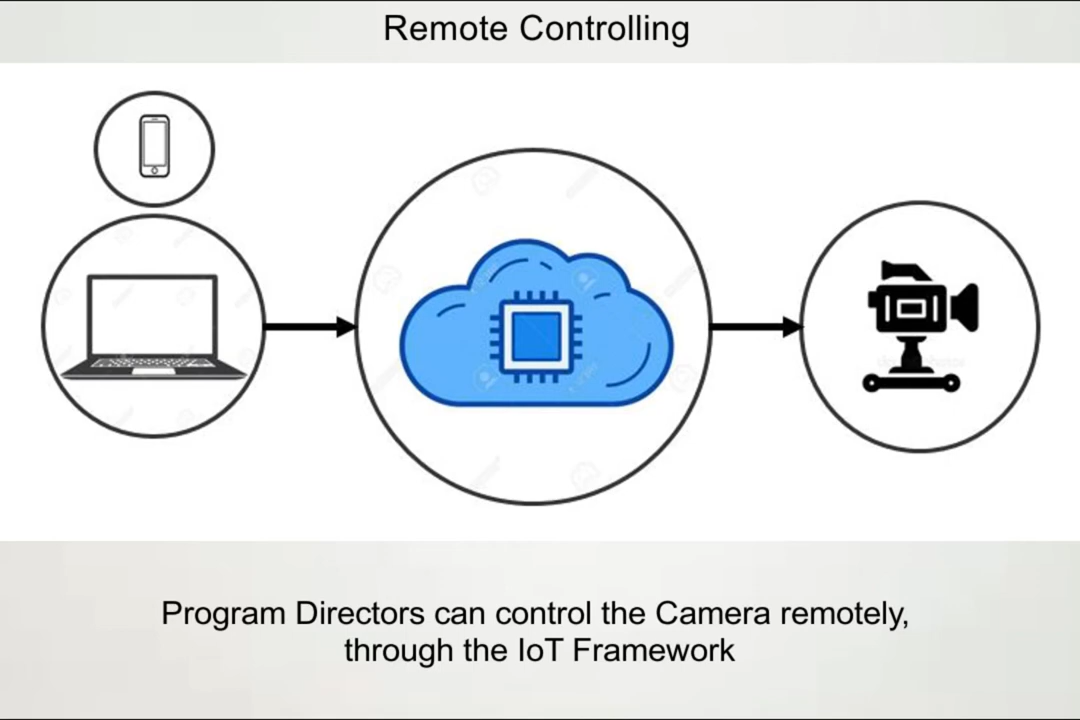 Remote Controlling
Program Directors can control the Camera remotely,
through the IoT Framework